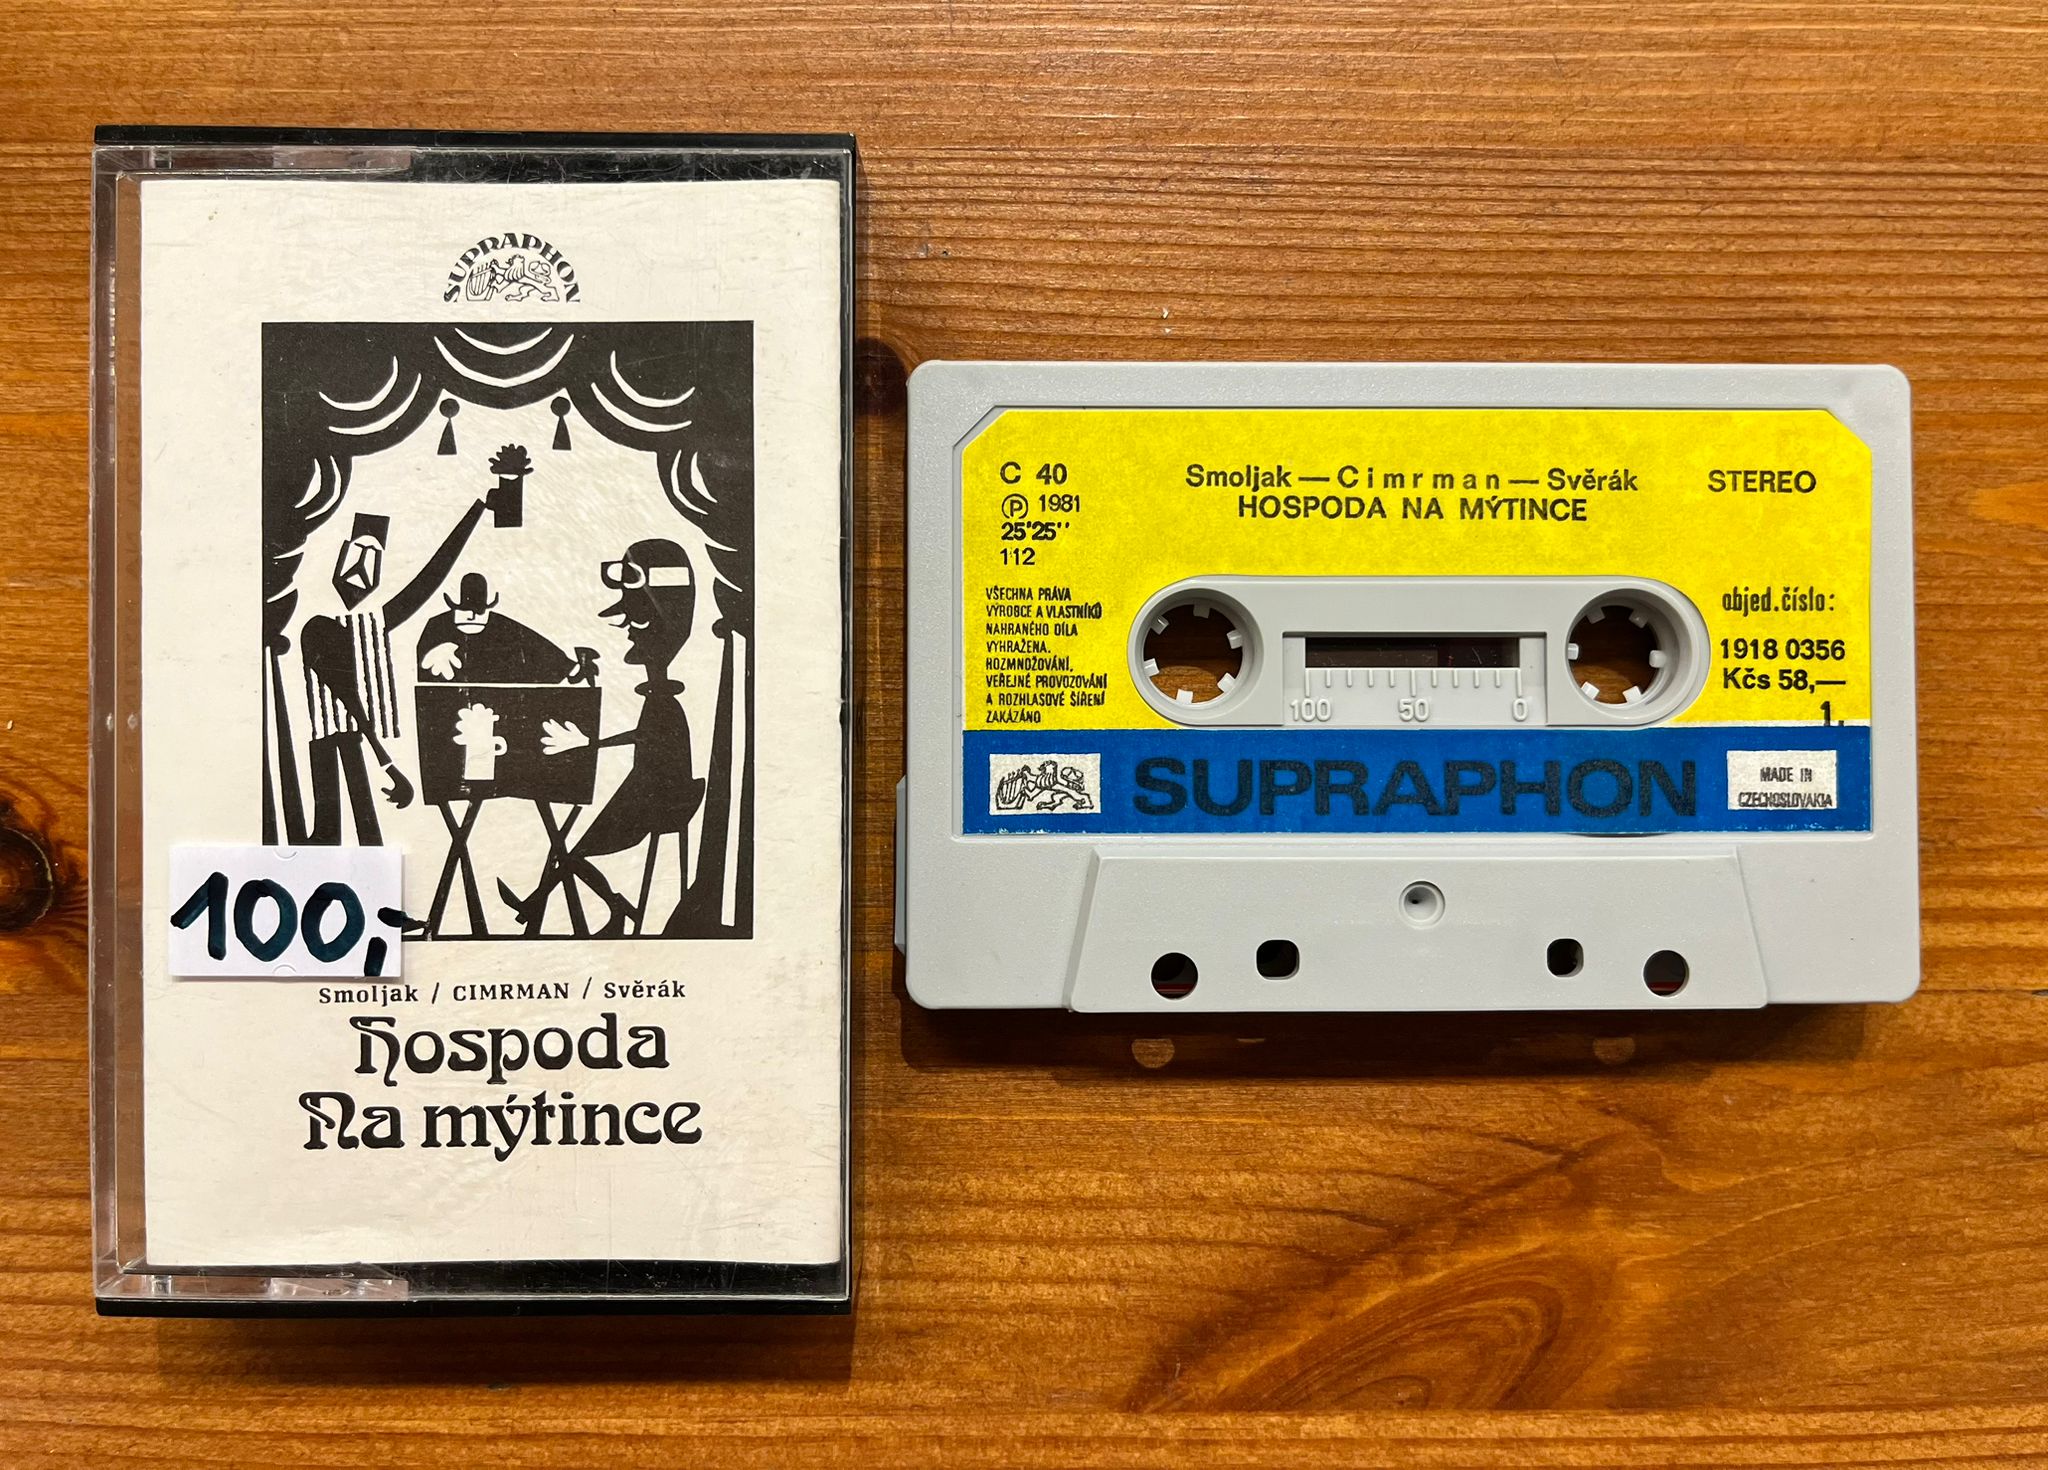 SUPRAPHON
100,-
Smoljak / CIMRMAN / Svěrák
Hospoda
Na mýtince
C 40
Ⓟ 1981
25'25''
112
Smoljak — Cimrman — Svěrák
HOSPODA NA MÝTINCE
STEREO
VŠECHNA PRÁVA
VÝROBCE A VLASTNÍKŮ
NAHRANÉHO DÍLA
VYHRAŽENA.
ROZMNOŽOVÁNÍ,
VEŘEJNÉ PROVOZOVÁNÍ
A ROZHLASOVÉ ŠÍŘENÍ
ZAKÁZÁNO
objed.číslo:
1918 0356
Kčs 58,—
1.
100 50 0
SUPRAPHON
MADE IN
CZECHOSLOVAKIA